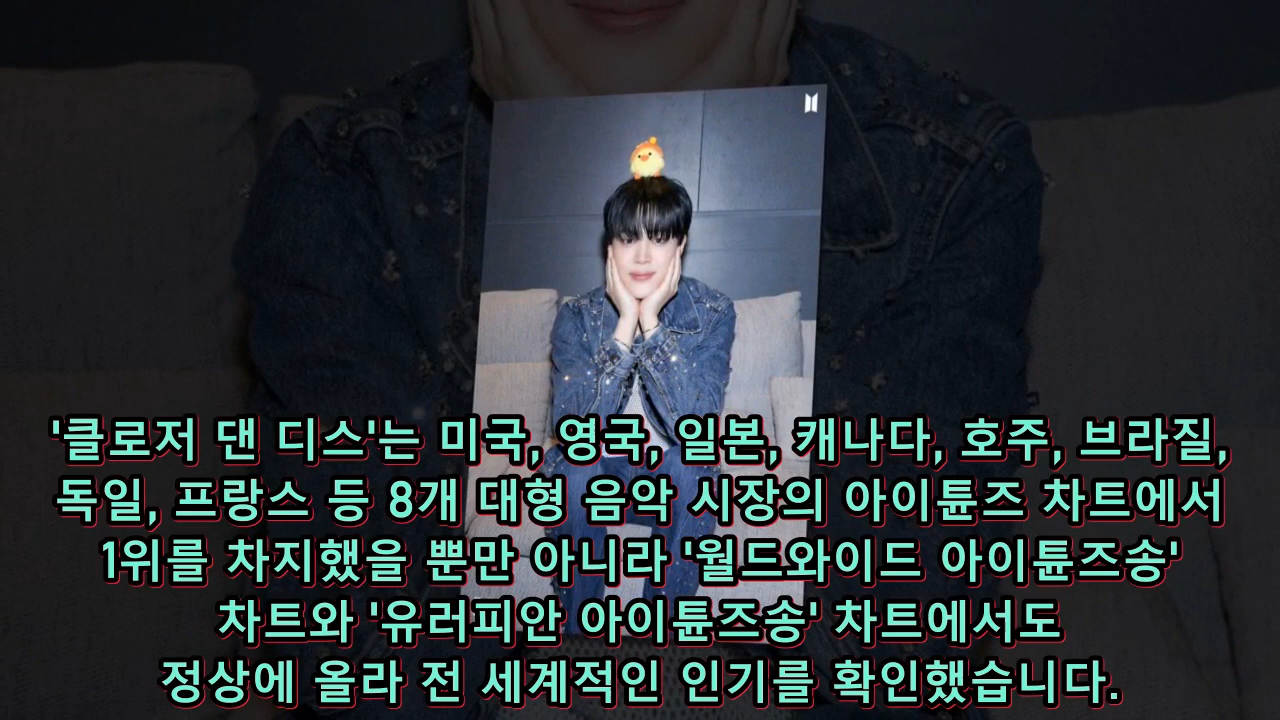 '클로저 댄 디스'는 미국, 영국, 일본, 캐나다, 호주, 브라질,
독일, 프랑스 등 8개 대형 음악 시장의 아이튠즈 차트에서
1위를 차지했을 뿐만 아니라 '월드와이드 아이튠즈송'
차트와 '유러피안 아이튠즈송' 차트에서도
정상에 올라 전 세계적인 인기를 확인했습니다.